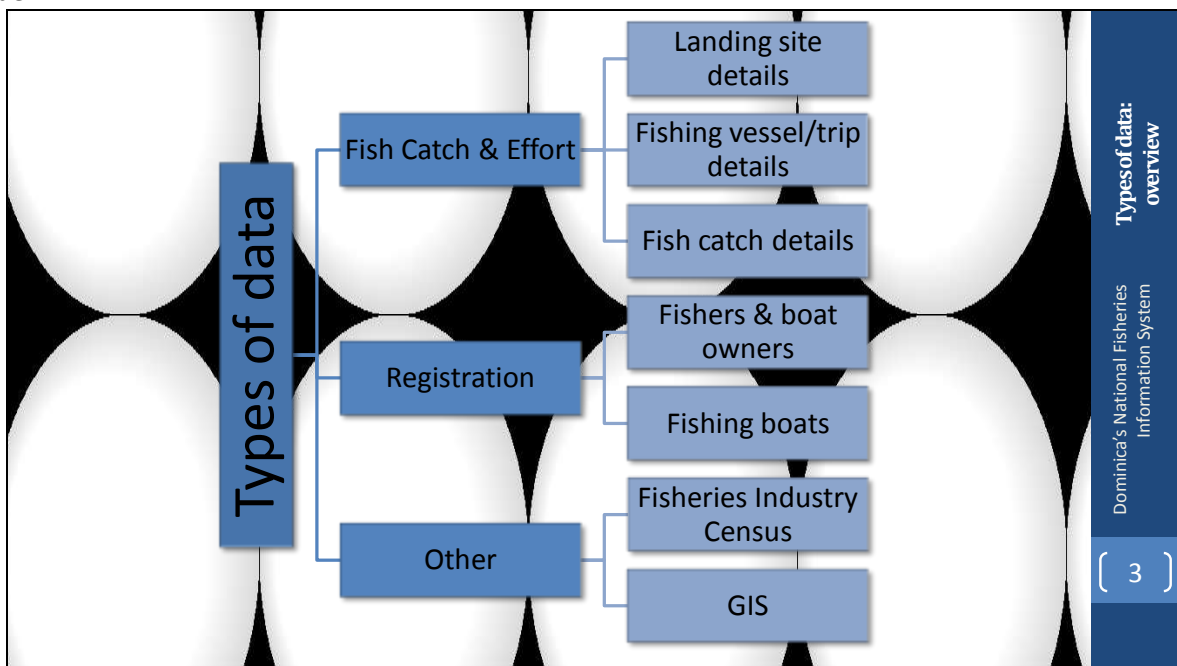 Types of data
Fish Catch & Effort
Landing site
details
Fishing vessel/trip
details
Fish catch details
Registration
Fishers & boat
owners
Fishing boats
Other
Fisheries Industry
Census
GIS
Types of data:
overview
Dominica's National Fisheries
Information System
3